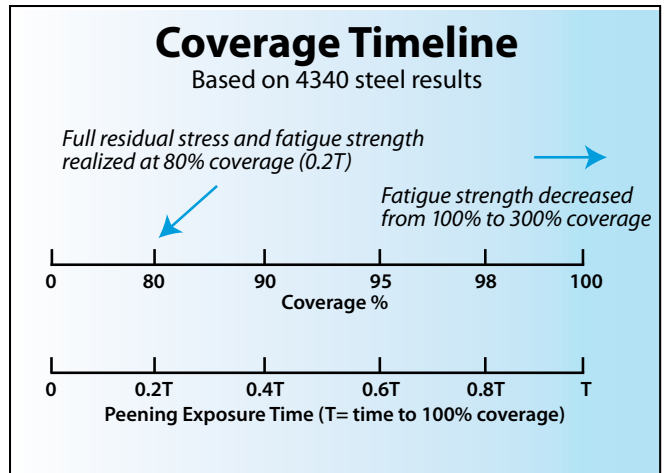 Coverage Timeline
Based on 4340 steel results
Full residual stress and fatigue strength
realized at 80% coverage (0.2T)
Fatigue strength decreased
from 100% to 300% coverage
0 80 90 95 98 100
Coverage %
0 0.2T 0.4T 0.6T 0.8T T
Peening Exposure Time (T= time to 100% coverage)